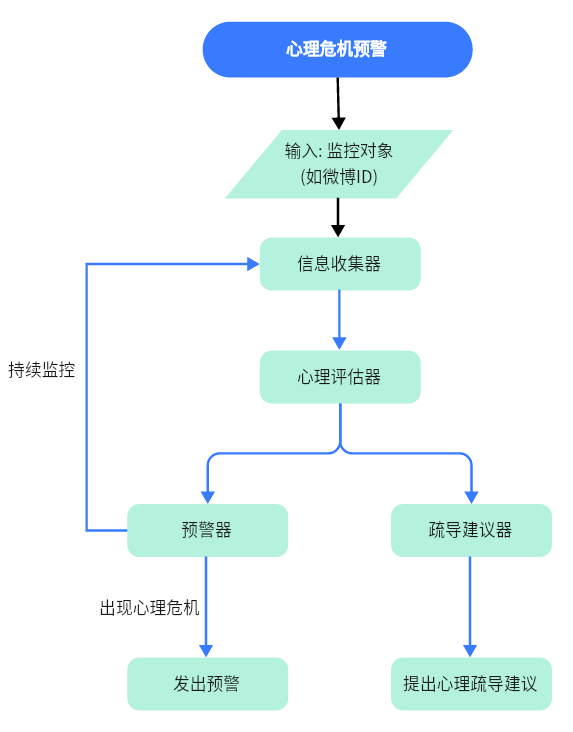 心理危机预警
输入: 监控对象
(如微博ID)
信息收集器
持续监控
心理评估器
预警器
疏导建议器
出现心理危机
发出预警
提出心理疏导建议